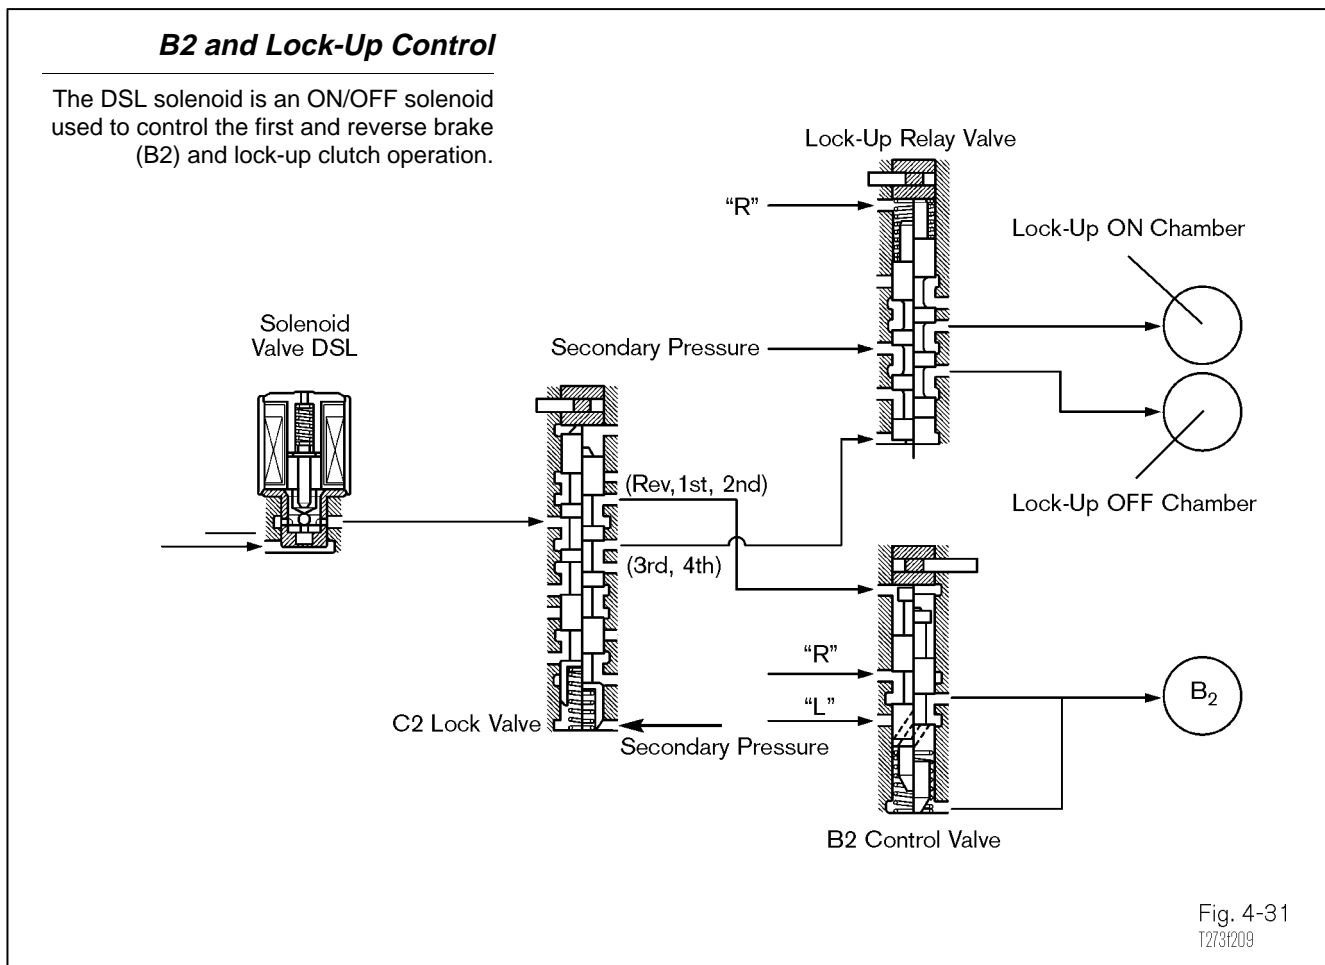 B2 and Lock-Up Control
The DSL solenoid is an ON/OFF solenoid
used to control the first and reverse brake
(B2) and lock-up clutch operation.
Lock-Up Relay Valve
“R”
Lock-Up ON Chamber
Solenoid
Valve DSL
Secondary Pressure
(Rev, 1st, 2nd)
Lock-Up OFF Chamber
(3rd, 4th)
“R”
B2
“L”
C2 Lock Valve
Secondary Pressure
B2 Control Valve
Fig. 4-31
T273f209